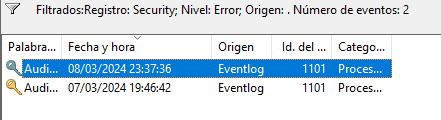 Filtrados:Registro: Security; Nivel: Error; Origen: . Número de eventos: 2
Palabra... Fecha y hora Origen Id. del ... Catego...
Audi... 08/03/2024 23:37:36 Eventlog 1101 Proces...
Audi... 07/03/2024 19:46:42 Eventlog 1101 Proces...